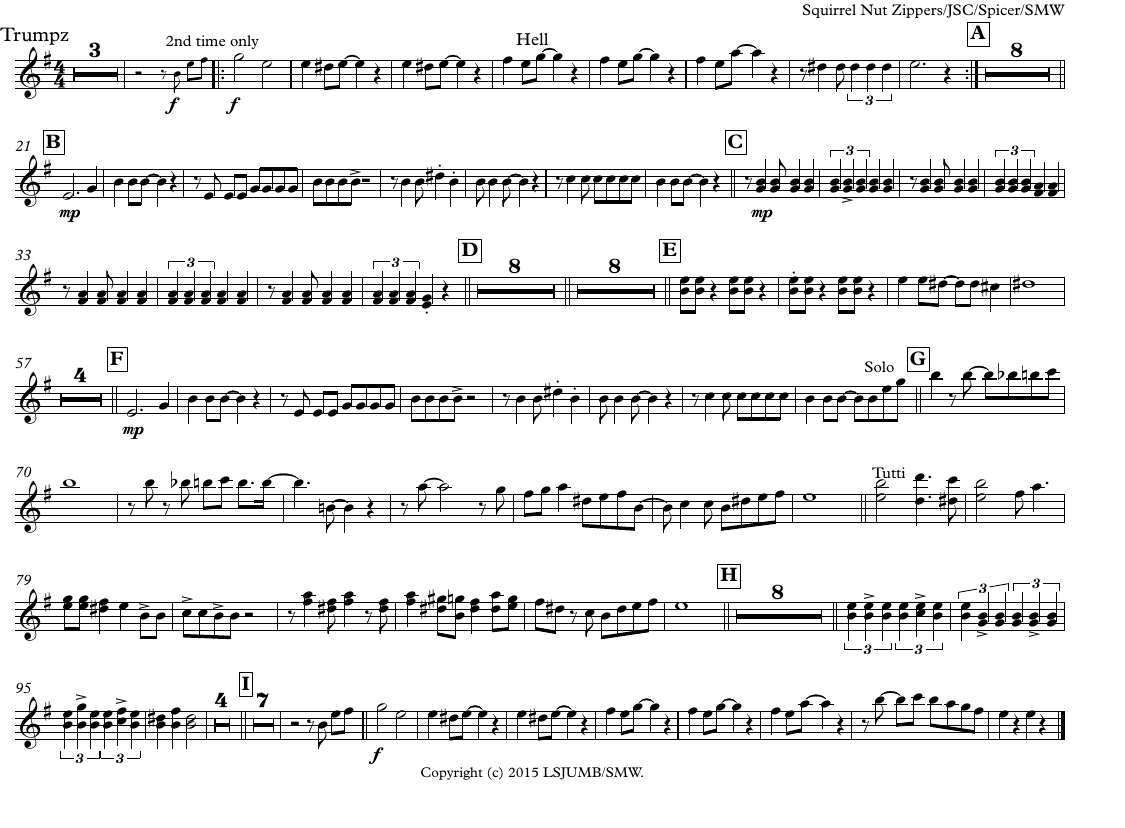 Squirrel Nut Zippers/JSC/Spicer/SMW
Trumpz
3
2nd time only
Hell
A
8
f
f
3
21
B
C
3
3
mp
mp
33
3
3
D
8
8
E
57
4
F
Solo
G
mp
70
Tutti
79
H
8
3
3
3
3
95
4
I
7
3
3
f
Copyright (c) 2015 LSJUMB/SMW.